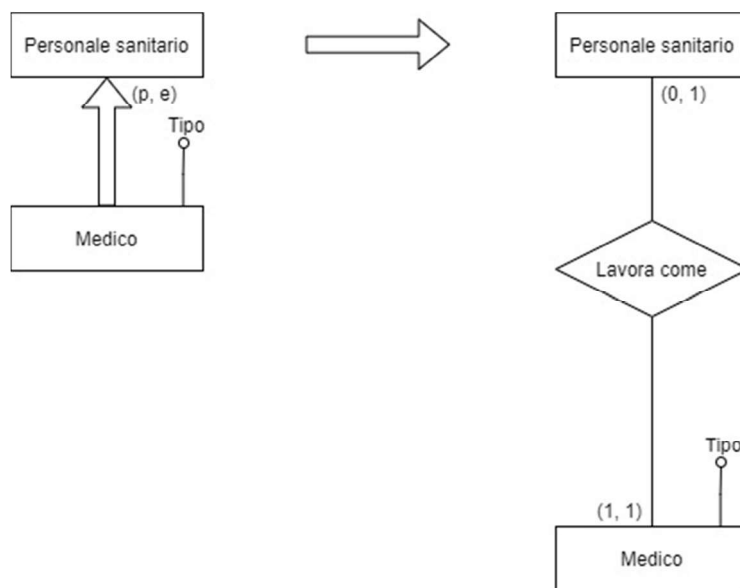 Personale sanitario
(p, e)
Tipo
Medico
Personale sanitario
(0, 1)
Lavora come
Tipo
(1, 1)
Medico